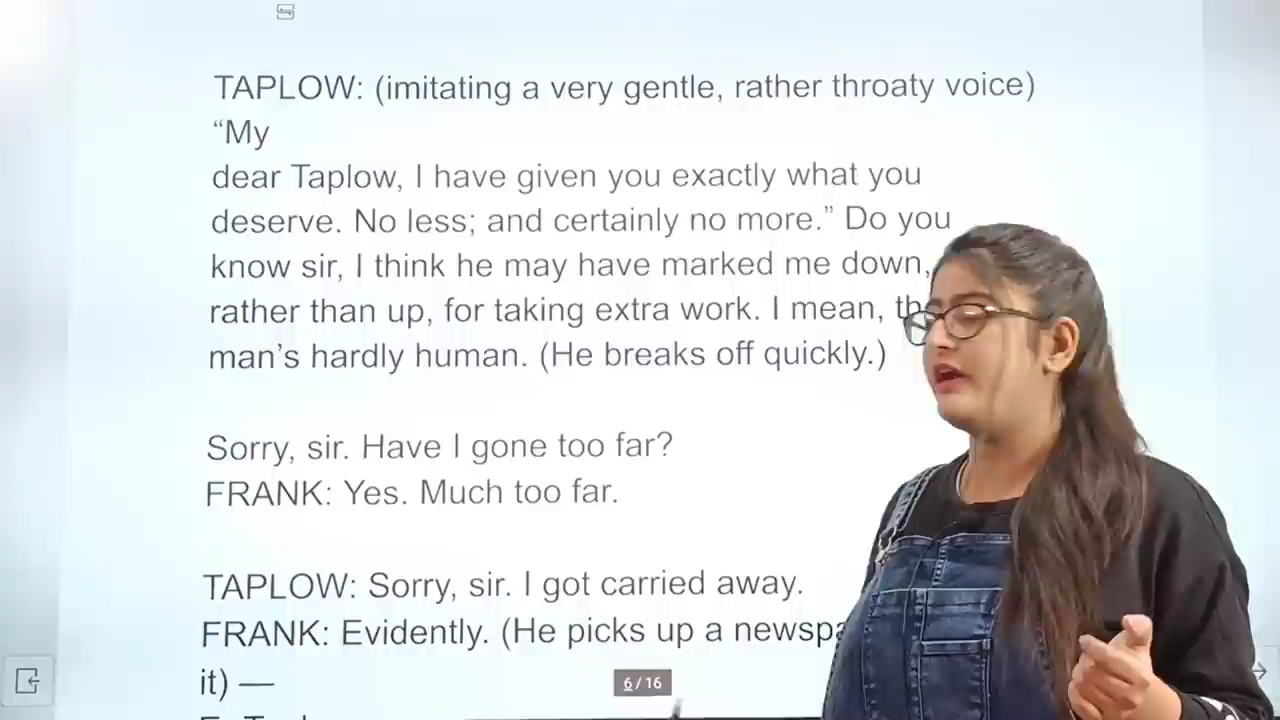 TAPLOW: (imitating a very gentle, rather throaty voice)
“My
dear Taplow, I have given you exactly what you
deserve. No less; and certainly no more.” Do you
know sir, I think he may have marked me down,
rather than up, for taking extra work. I mean,
man’s hardly human. (He breaks off quickly.)
Sorry, sir. Have I gone too far?
FRANK: Yes. Much too far.
TAPLOW: Sorry, sir. I got carried away.
FRANK: Evidently. (He picks up a
it) —
6 / 16